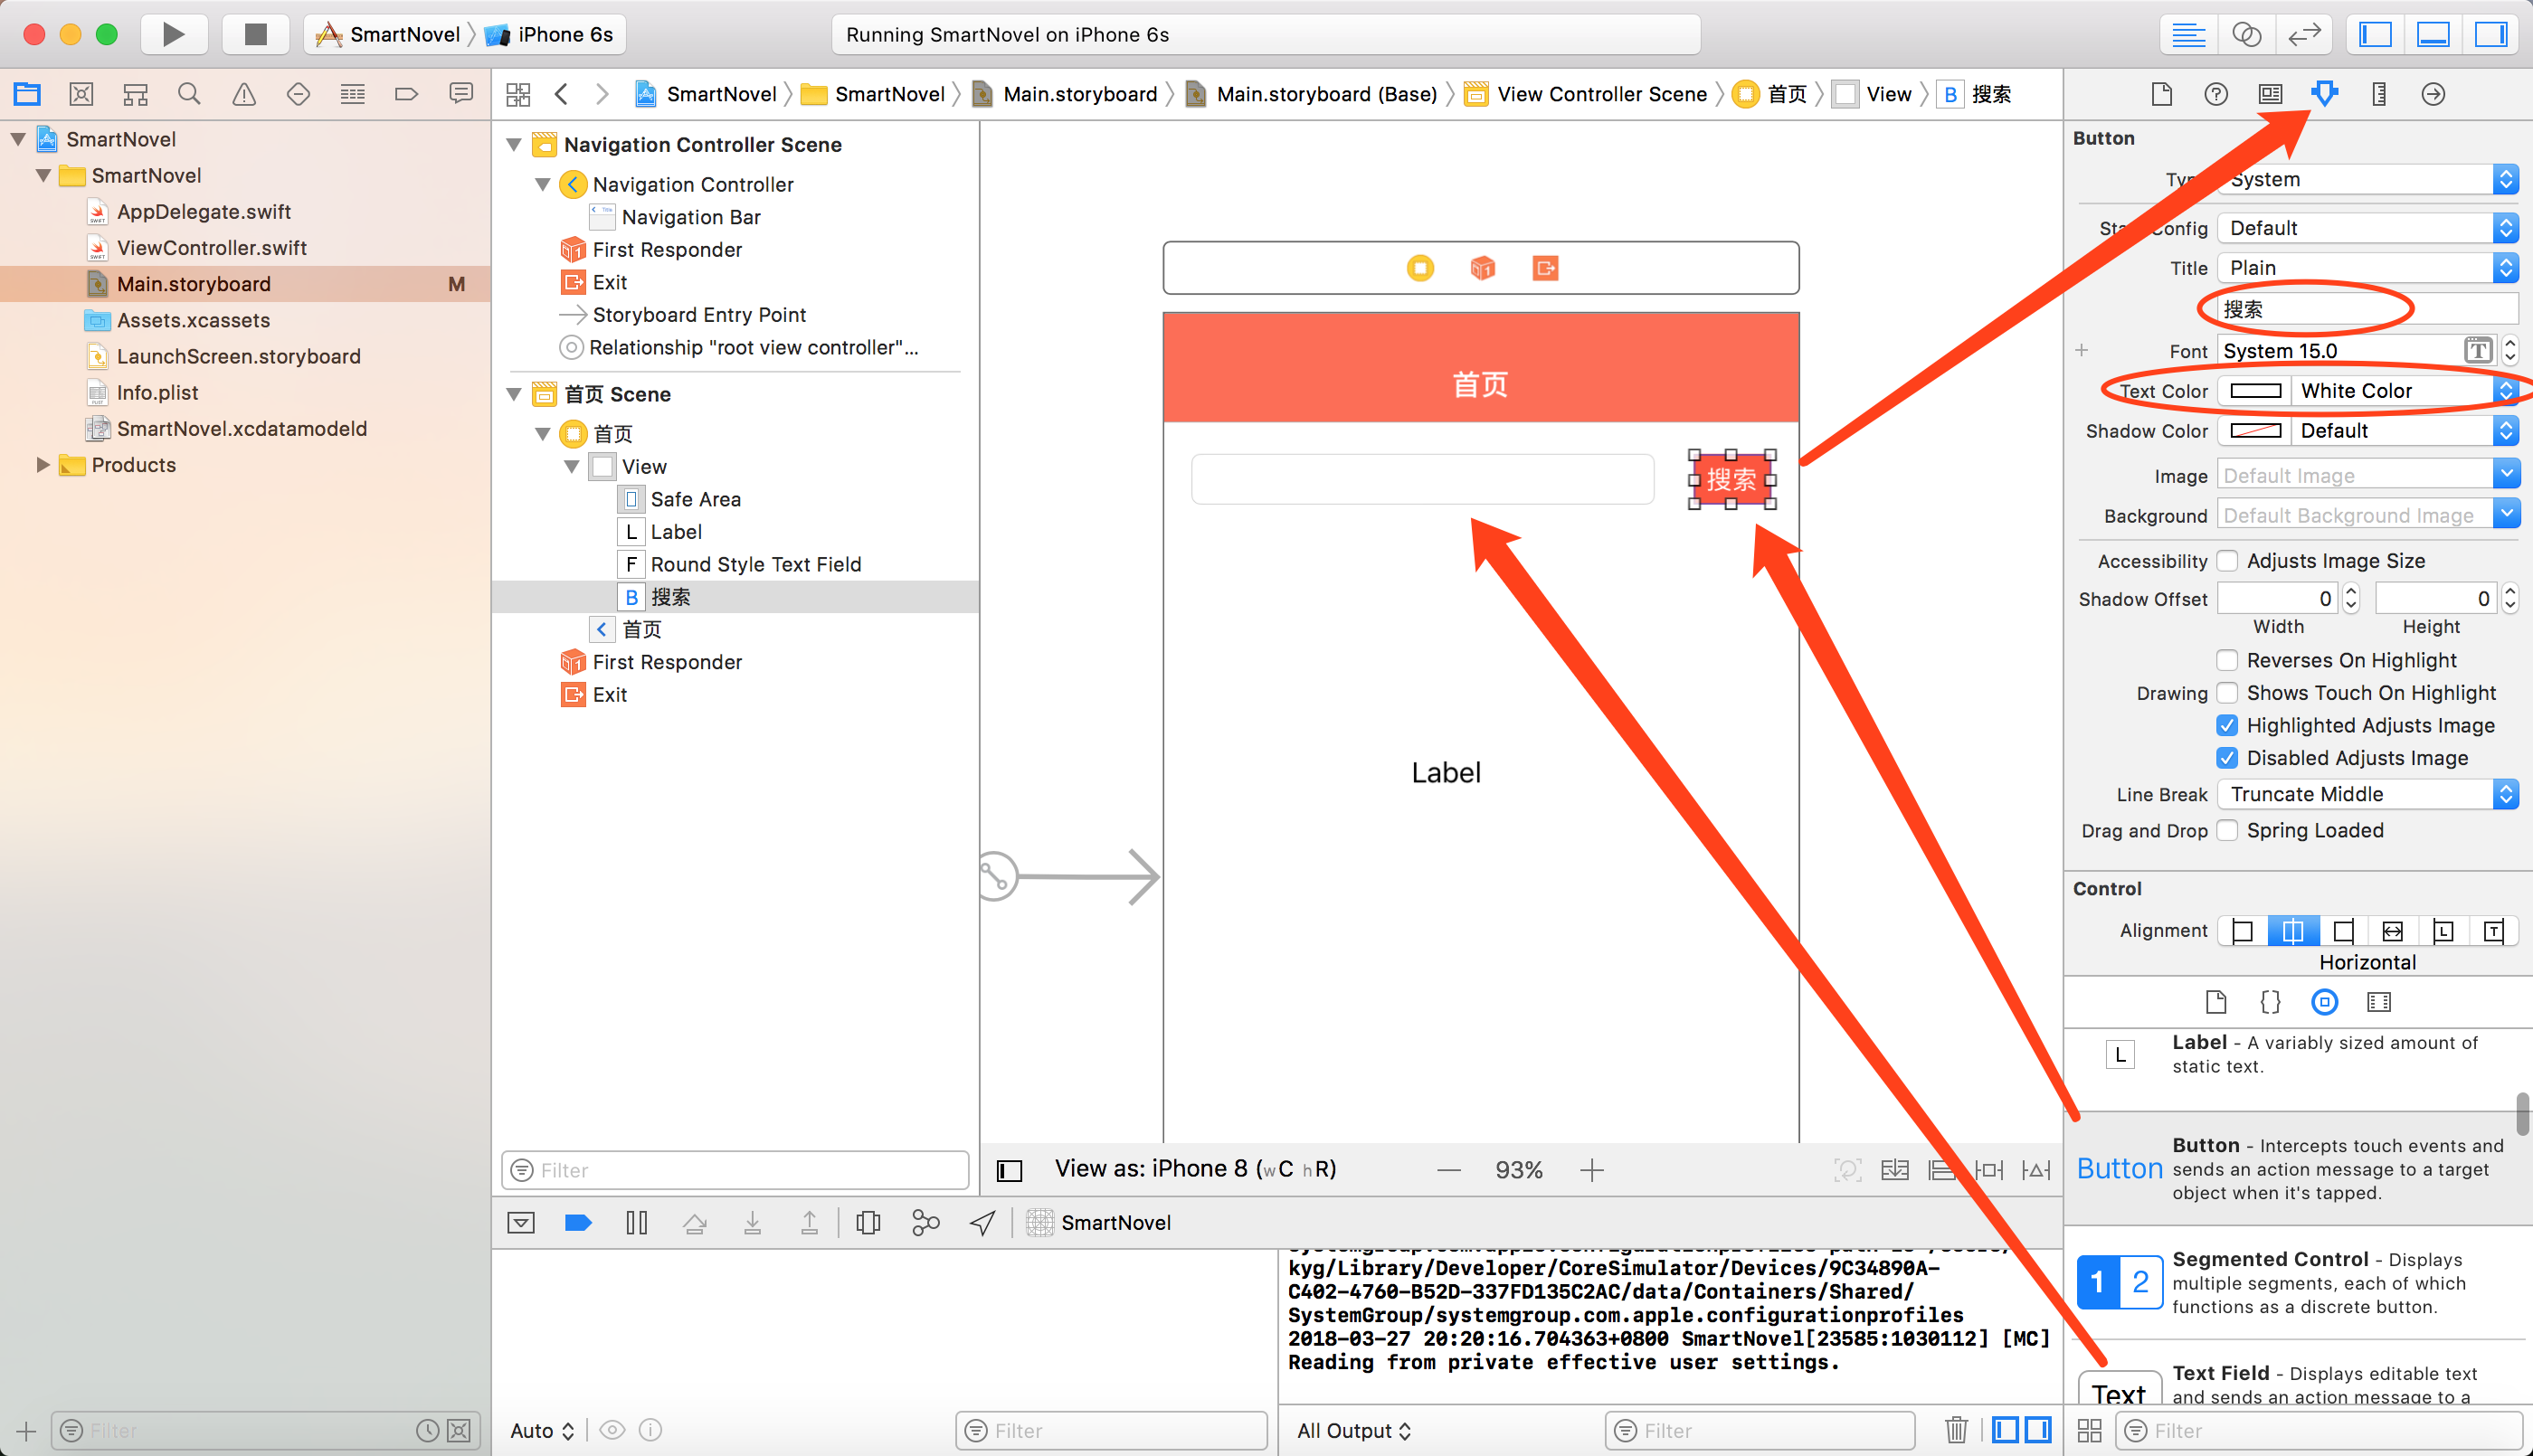 SmartNovel iPhone 6s
Running SmartNovel on iPhone 6s
SmartNovel SmartNovel Main.storyboard Main.storyboard (Base) View Controller Scene 首页 View B 搜索
SmartNovel
SmartNovel
AppDelegate.swift
ViewController.swift
Main.storyboard M
Assets.xcassets
LaunchScreen.storyboard
Info.plist
SmartNovel.xcdatamodeld
Products
Filter
Navigation Controller Scene
Navigation Controller
Navigation Bar
First Responder
Exit
Storyboard Entry Point
Relationship "root view controller"...
首页 Scene
首页
View
Safe Area
L Label
F Round Style Text Field
B 搜索
首页
First Responder
Exit
Filter
首页
搜索
Label
View as: iPhone 8 (wC hR)
93%
SmartNovel
kyg/Library/Developer/CoreSimulator/Devices/9C34890A-
C402-4760-B52D-337FD135C2AC/data/Containers/Shared/
SystemGroup/systemgroup.com.apple.configurationprofiles
2018-03-27 20:20:16.704363+0800 SmartNovel[23585:1030112] [MC]
Reading from private effective user settings.
Auto
Filter
All Output
Filter
Button
System
Config Default
Title Plain
搜索
Font System 15.0
Text Color White Color
Shadow Color Default
Image Default Image
Background Default Background Image
Accessibility Adjusts Image Size
Shadow Offset 0 0
Width Height
Reverses On Highlight
Drawing Shows Touch On Highlight
Highlighted Adjusts Image
Disabled Adjusts Image
Line Break Truncate Middle
Drag and Drop Spring Loaded
Control
Alignment
Horizontal
L
Label - A variably sized amount of
static text.
Button
Button - Intercepts touch events and
sends an action message to a target
object when it's tapped.
1 2
Segmented Control - Displays
multiple segments, each of which
functions as a discrete button.
Text
Text Field - Displays editable text
and sends an action message to a
Filter